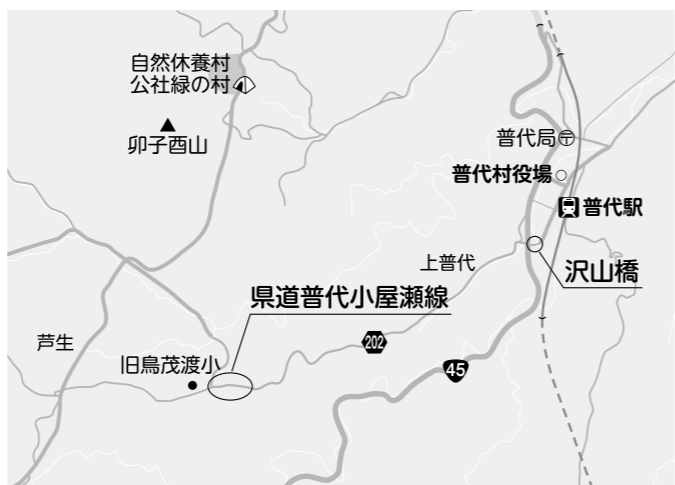 自然休養村
公社緑の村
卯子酉山
普代局
普代村役場
普代駅
沢山橋
上普代
県道普代小屋瀬線
202
45
芦生
旧鳥茂渡小